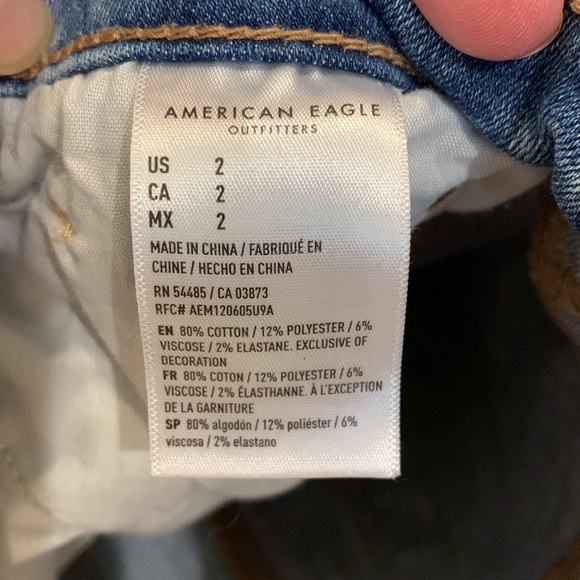 AMERICAN EAGLE
OUTFITTERS
US 2
CA 2
MX 2
MADE IN CHINA / FABRIQUÉ EN
CHINE / HECHO EN CHINA
RN 54485 / CA 03873
RFC# AEM120605U9A
EN 80% COTTON / 12% POLYESTER / 6%
VISCOSE / 2% ELASTANE. EXCLUSIVE OF
DECORATION
FR 80% COTON / 12% POLYESTER / 6%
VISCOSE / 2% ÉLASTHANNE. À L'EXCEPTION
DE LA GARNITURE
SP 80% algodón / 12% poliéster / 6%
viscosa / 2% elastano